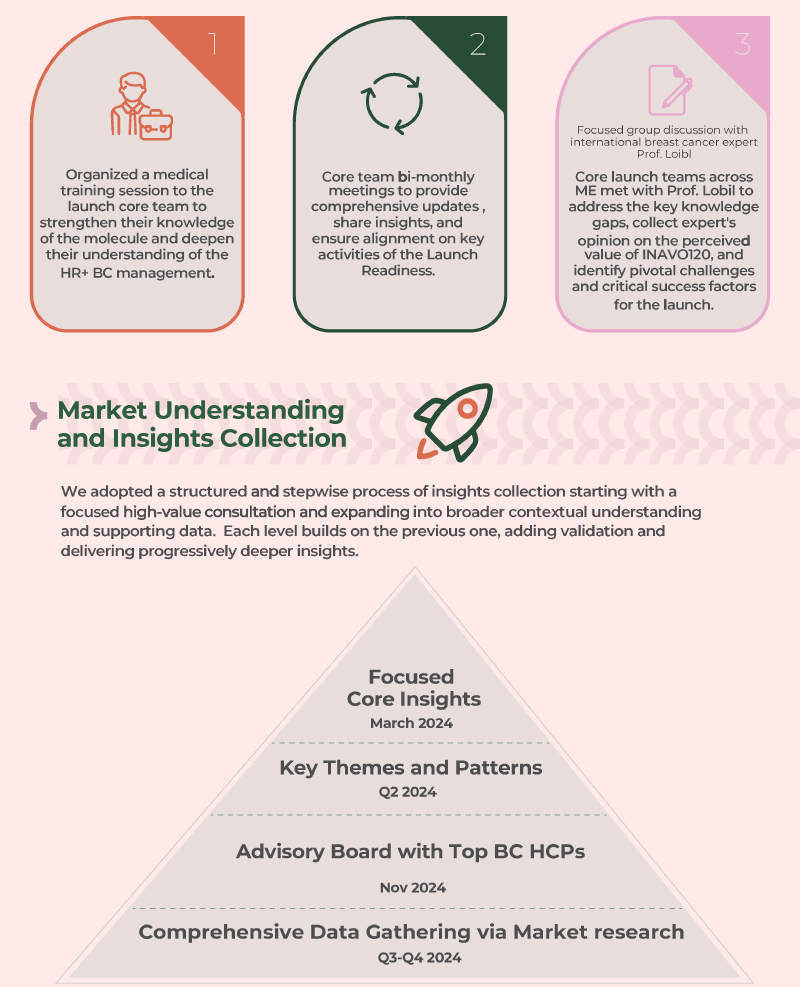 1
Organized a medical
training session to the
launch core team to
strengthen their knowledge
of the molecule and deepen
their understanding of the
HR+ BC management.
2
Core team bi-monthly
meetings to provide
comprehensive updates ,
share insights, and
ensure alignment on key
activities of the Launch
Readiness.
3
Focused group discussion with
international breast cancer expert
Prof. Loibl
Core launch teams across
ME met with Prof. Lobil to
address the key knowledge
gaps, collect expert's
opinion on the perceived
value of INAVO120, and
identify pivotal challenges
and critical success factors
for the launch.
Market Understanding
and Insights Collection
We adopted a structured and stepwise process of insights collection starting with a
focused high-value consultation and expanding into broader contextual understanding
and supporting data.  Each level builds on the previous one, adding validation and
delivering progressively deeper insights.
Focused
Core Insights
March 2024
Key Themes and Patterns
Q2 2024
Advisory Board with Top BC HCPs
Nov 2024
Comprehensive Data Gathering via Market research
Q3-Q4 2024